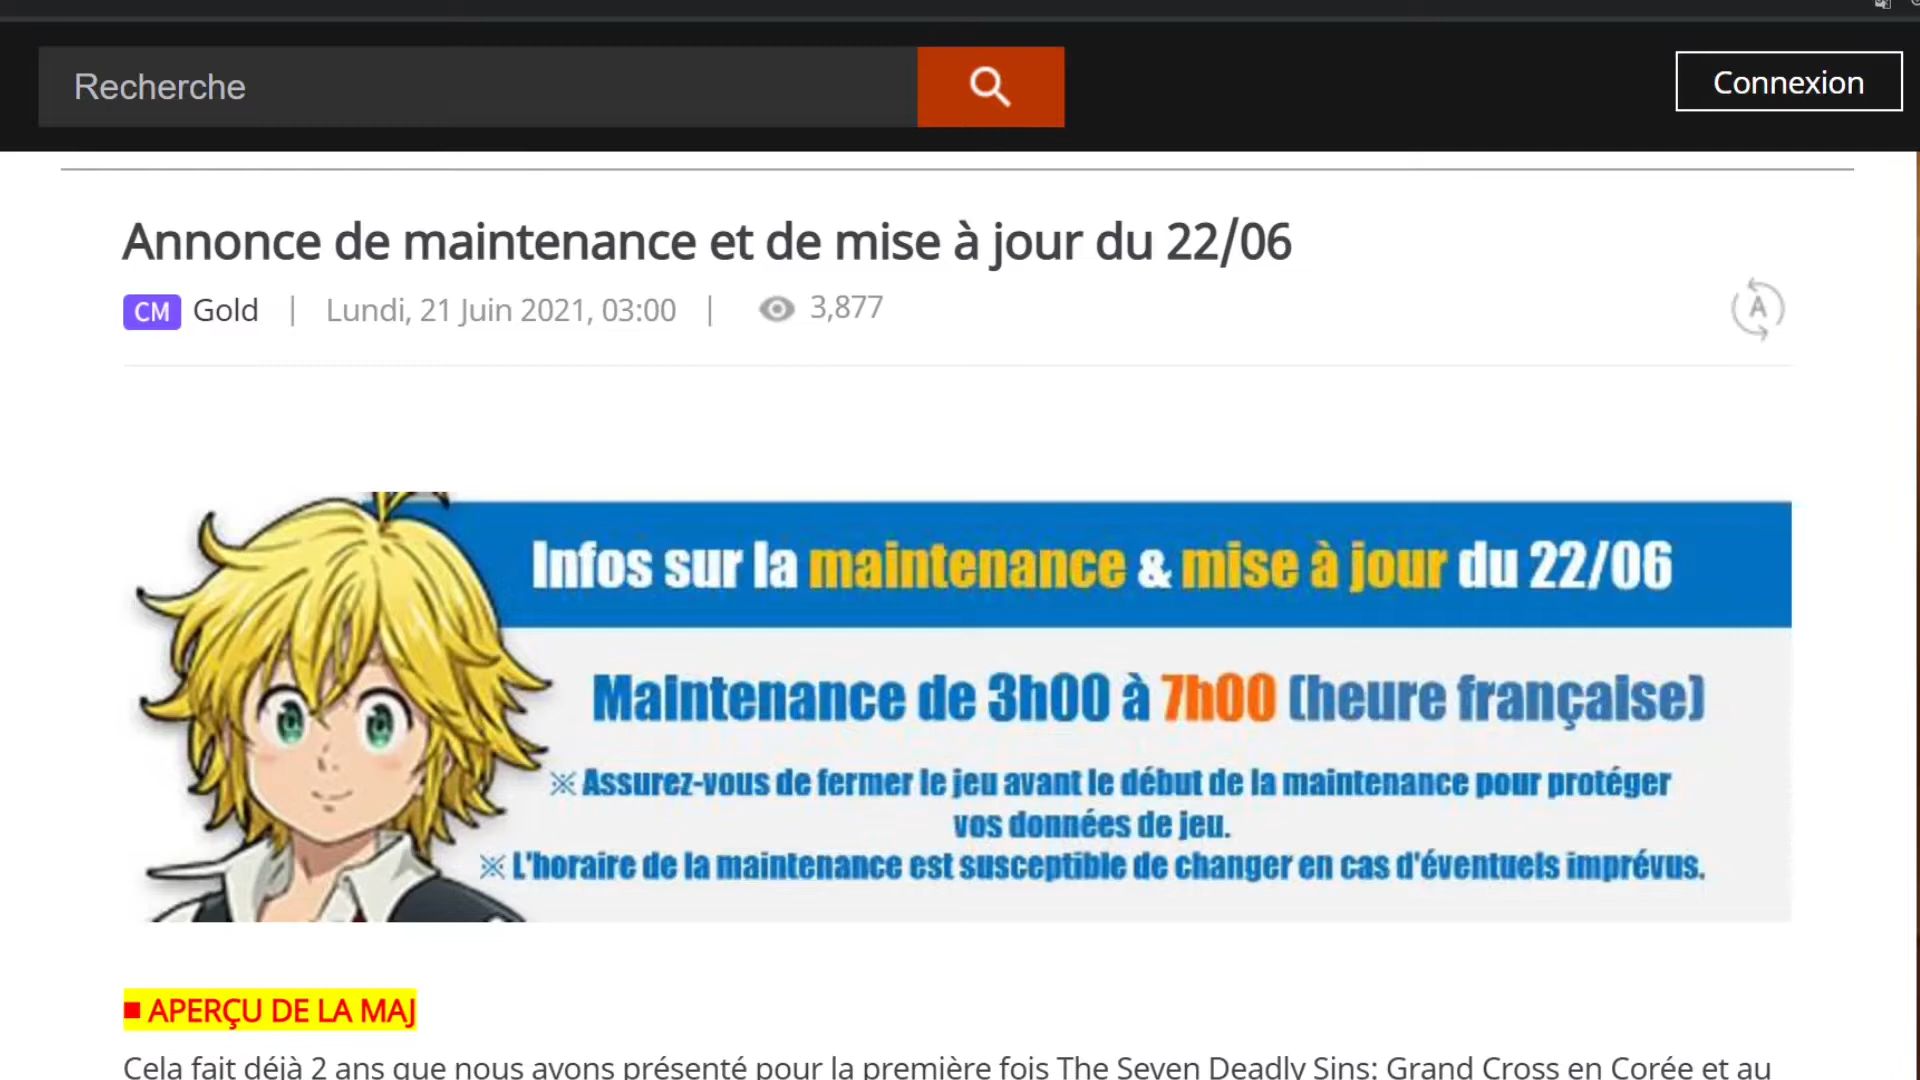 Recherche
Connexion
Annonce de maintenance et de mise à jour du 22/06
CM Gold | Lundi, 21 Juin 2021, 03:00 | 3,877
A
Infos sur la maintenance & mise à jour du 22/06
Maintenance de 3h00 à 7h00 (heure française)
※ Assurez-vous de fermer le jeu avant le début de la maintenance pour protéger
vos données de jeu.
※ L'horaire de la maintenance est susceptible de changer en cas d'éventuels imprévus.
■ APERÇU DE LA MAJ
Cela fait déjà 2 ans que nous avons présenté pour la première fois The Seven Deadly Sins: Grand Cross en Corée et au